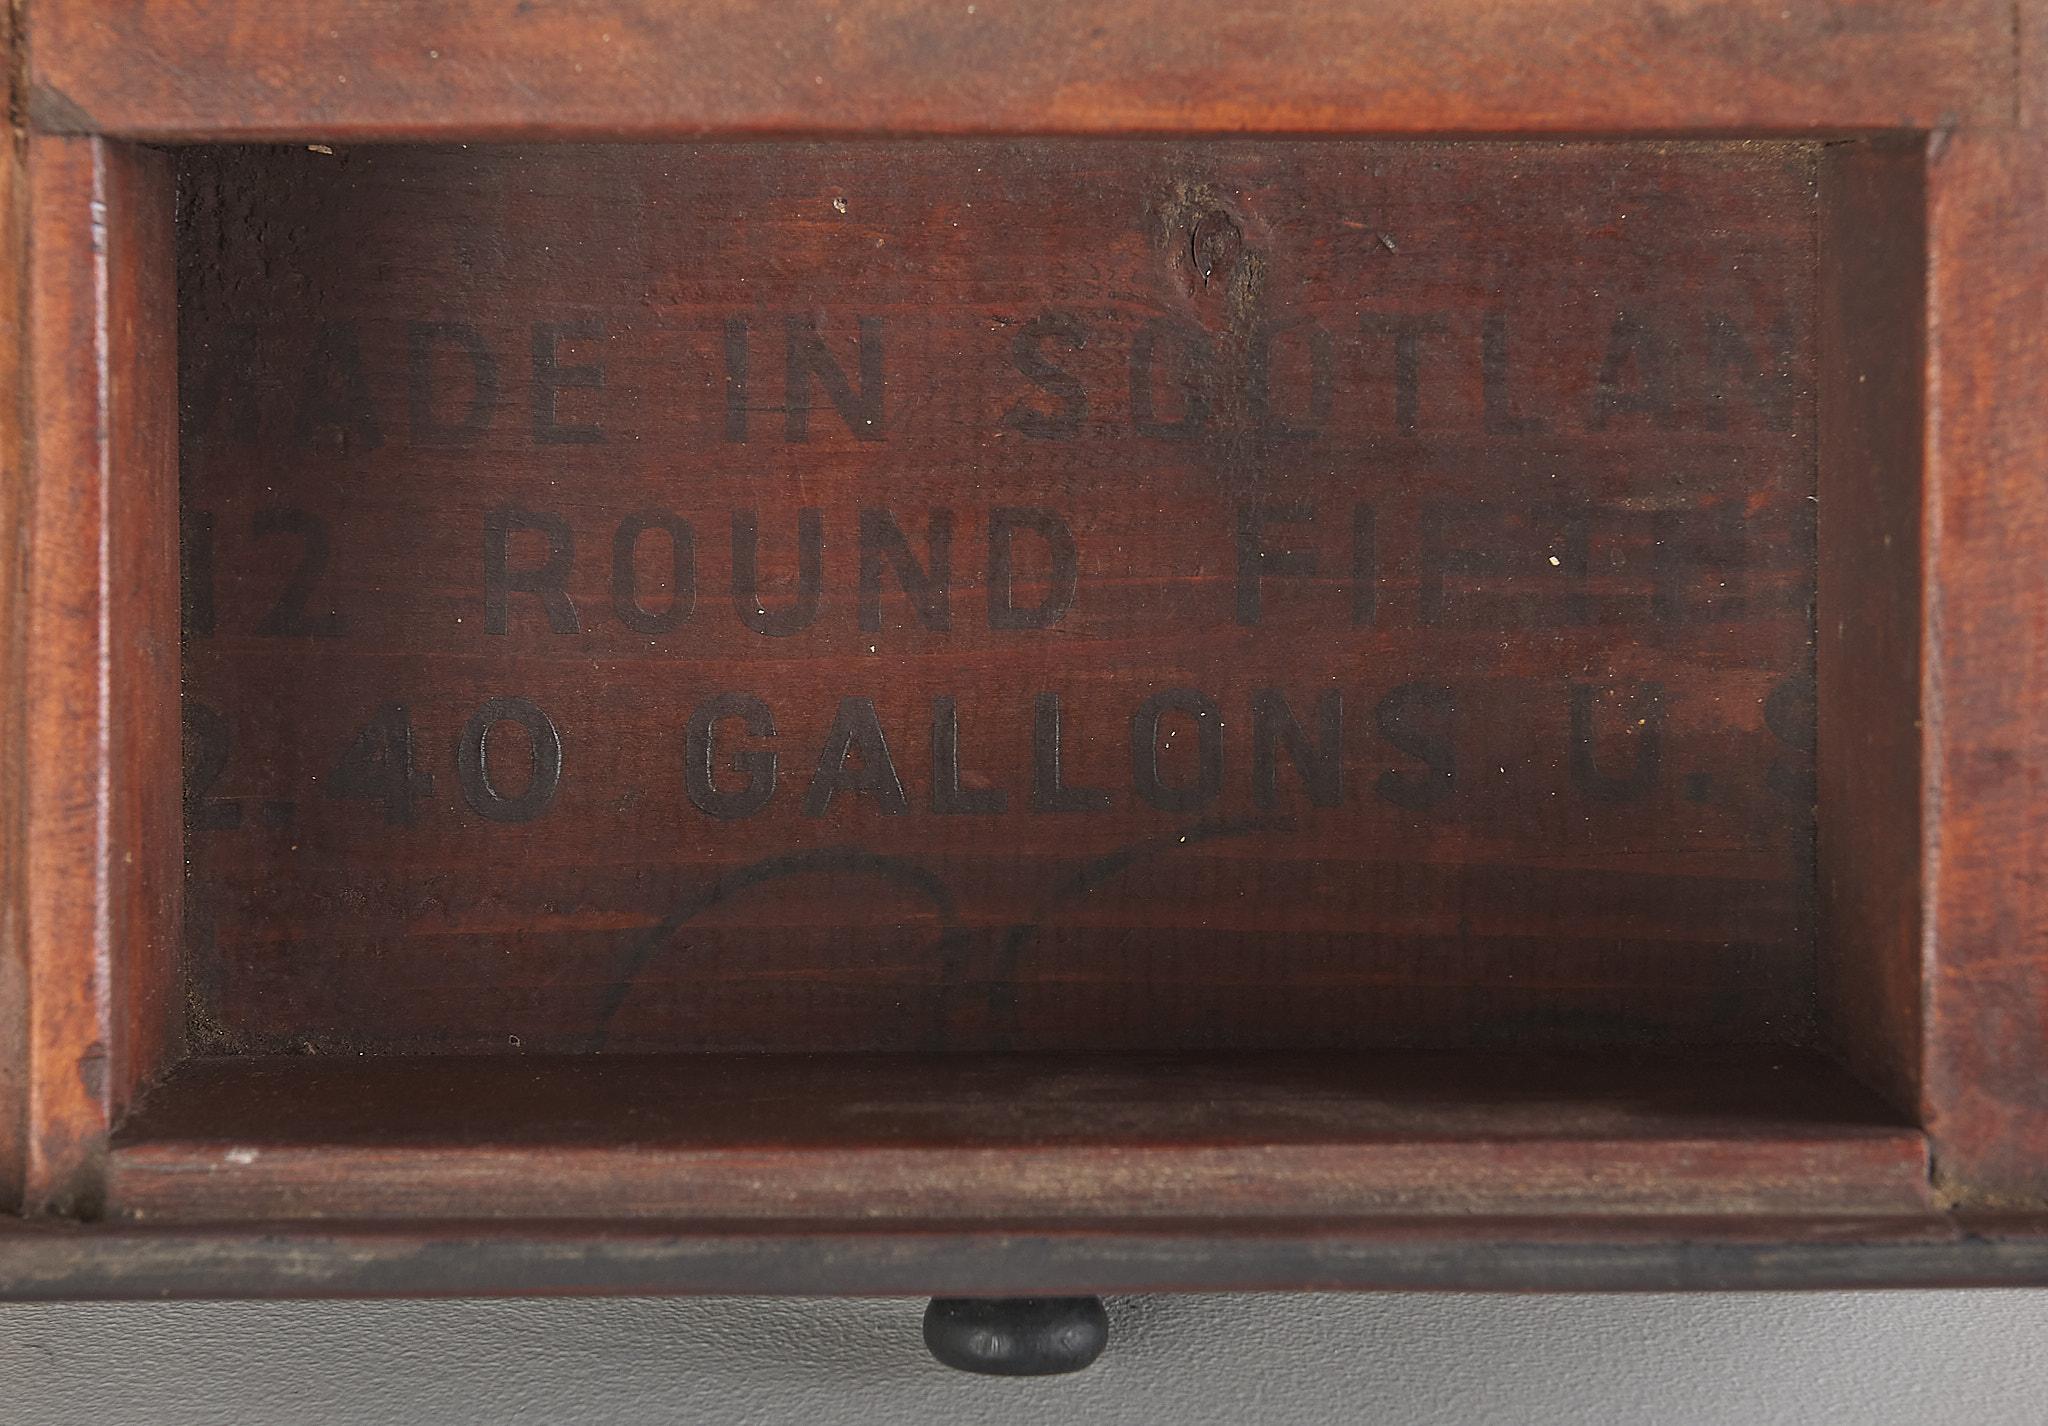 MADE IN SCOTLAN
12 ROUND FIFTHS
2.40 GALLONS U.S